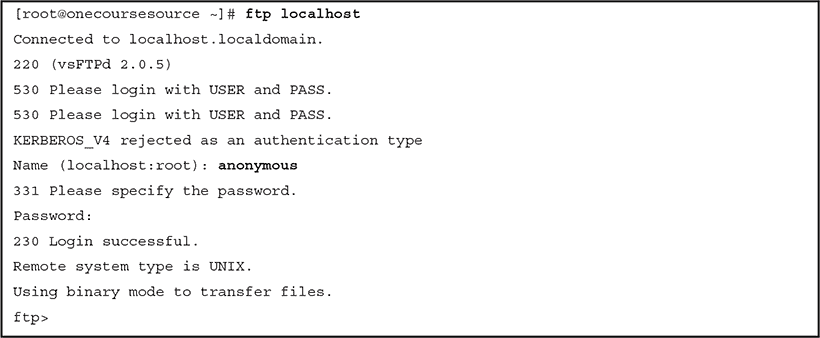 [root@onecoursesource ~]# ftp localhost
Connected to localhost.localdomain.
220 (vsFTPd 2.0.5)
530 Please login with USER and PASS.
530 Please login with USER and PASS.
KERBEROS_V4 rejected as an authentication type
Name (localhost:root): anonymous
331 Please specify the password.
Password:
230 Login successful.
Remote system type is UNIX.
Using binary mode to transfer files.
ftp>